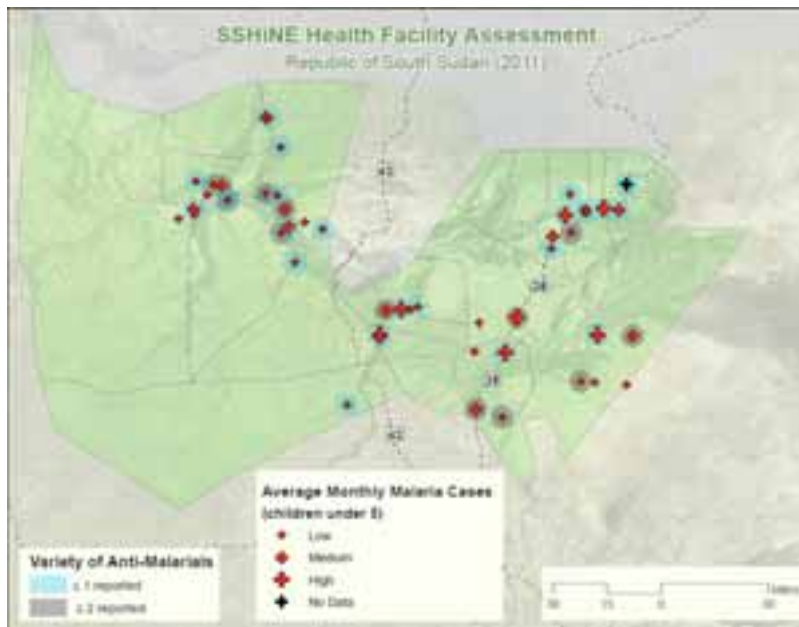 SSHiNE Health Facility Assessment
Republic of South Sudan (2011)
Average Monthly Malaria Cases
(children under 5)
Low
Medium
High
No Data
Variety of Anti-Malarials
1 reported
2 reported